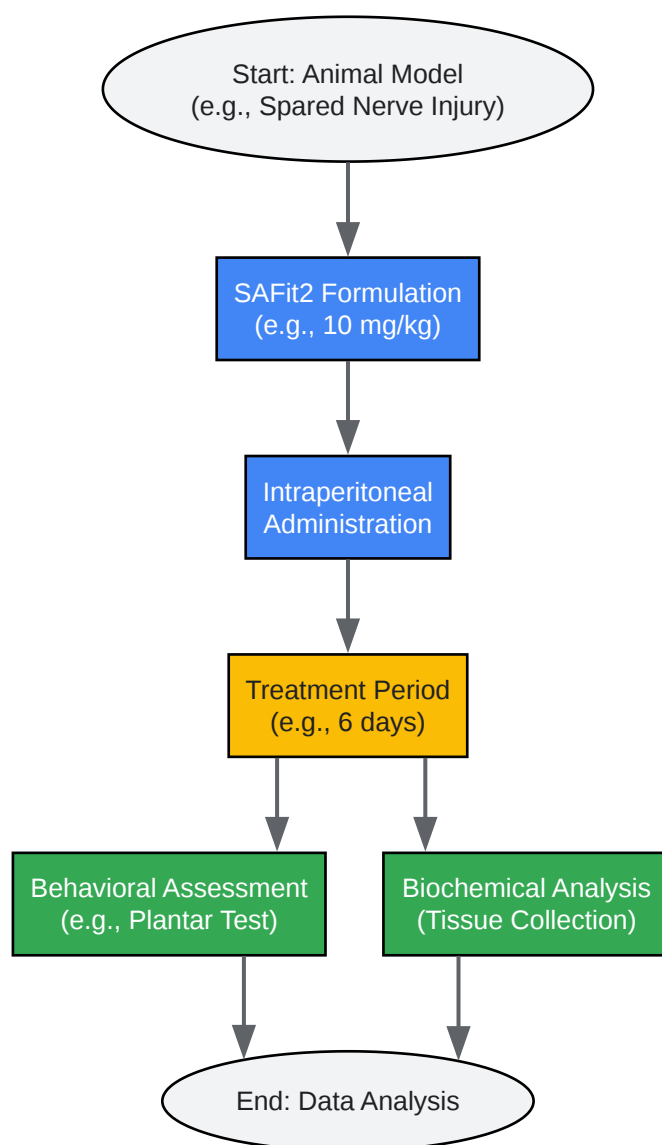 Start: Animal Model
(e.g., Spared Nerve Injury)
SAFit2 Formulation
(e.g., 10 mg/kg)
Intraperitoneal
Administration
Treatment Period
(e.g., 6 days)
Behavioral Assessment
(e.g., Plantar Test)
Biochemical Analysis
(Tissue Collection)
End: Data Analysis